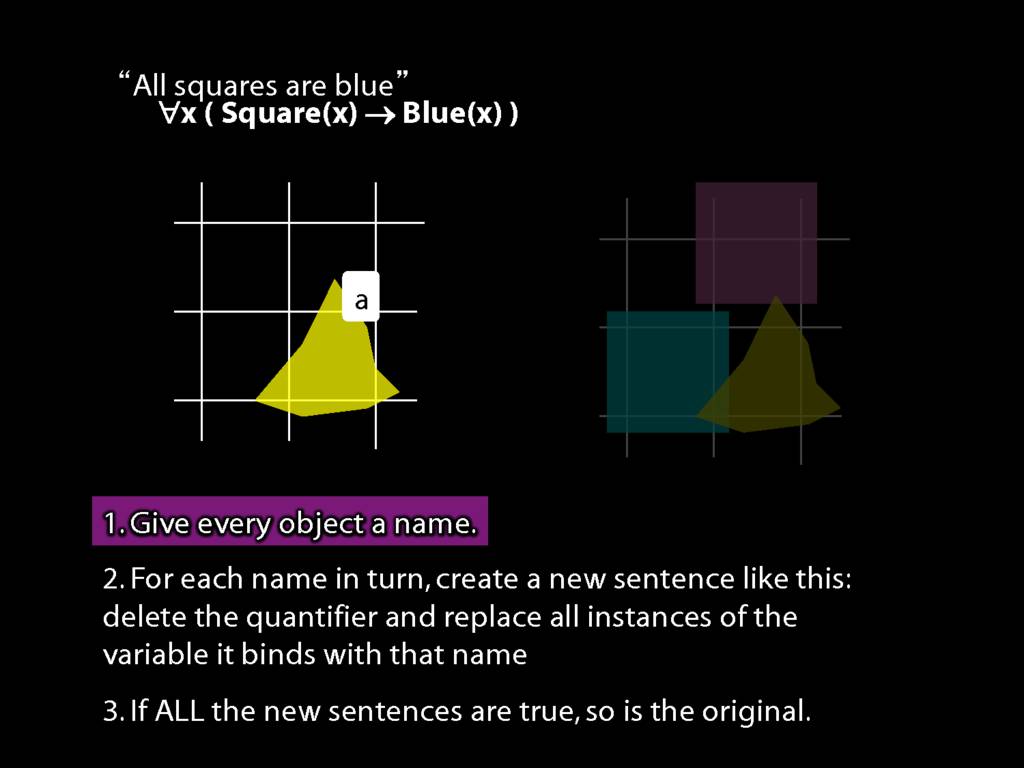 “All squares are blue”
∀x ( Square(x) → Blue(x) )
a
1. Give every object a name.
2. For each name in turn, create a new sentence like this:
delete the quantifier and replace all instances of the
variable it binds with that name
3. If ALL the new sentences are true, so is the original.